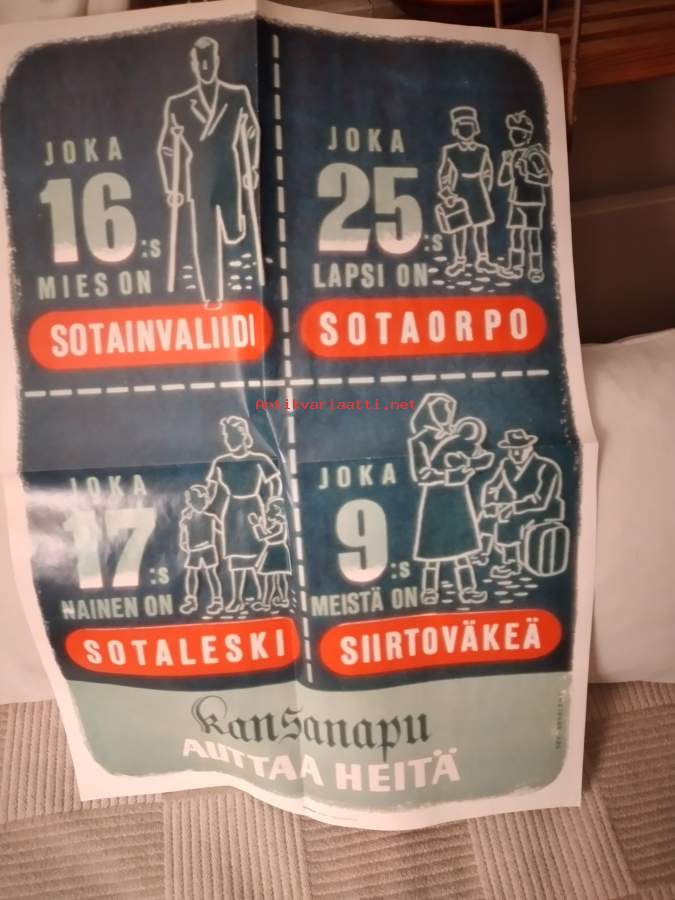 JOKA
16:s
MIES ON
SOTAINVALIIDI
JOKA
25:s
LAPSI ON
SOTAORPO
Antikvariaatti.net
JOKA
17:s
NAINEN ON
SOTALESKI
JOKA
9:s
MEISTÄ ON
SIIRTOVÄKEÄ
Kansanapu
AUTTAA HEITÄ